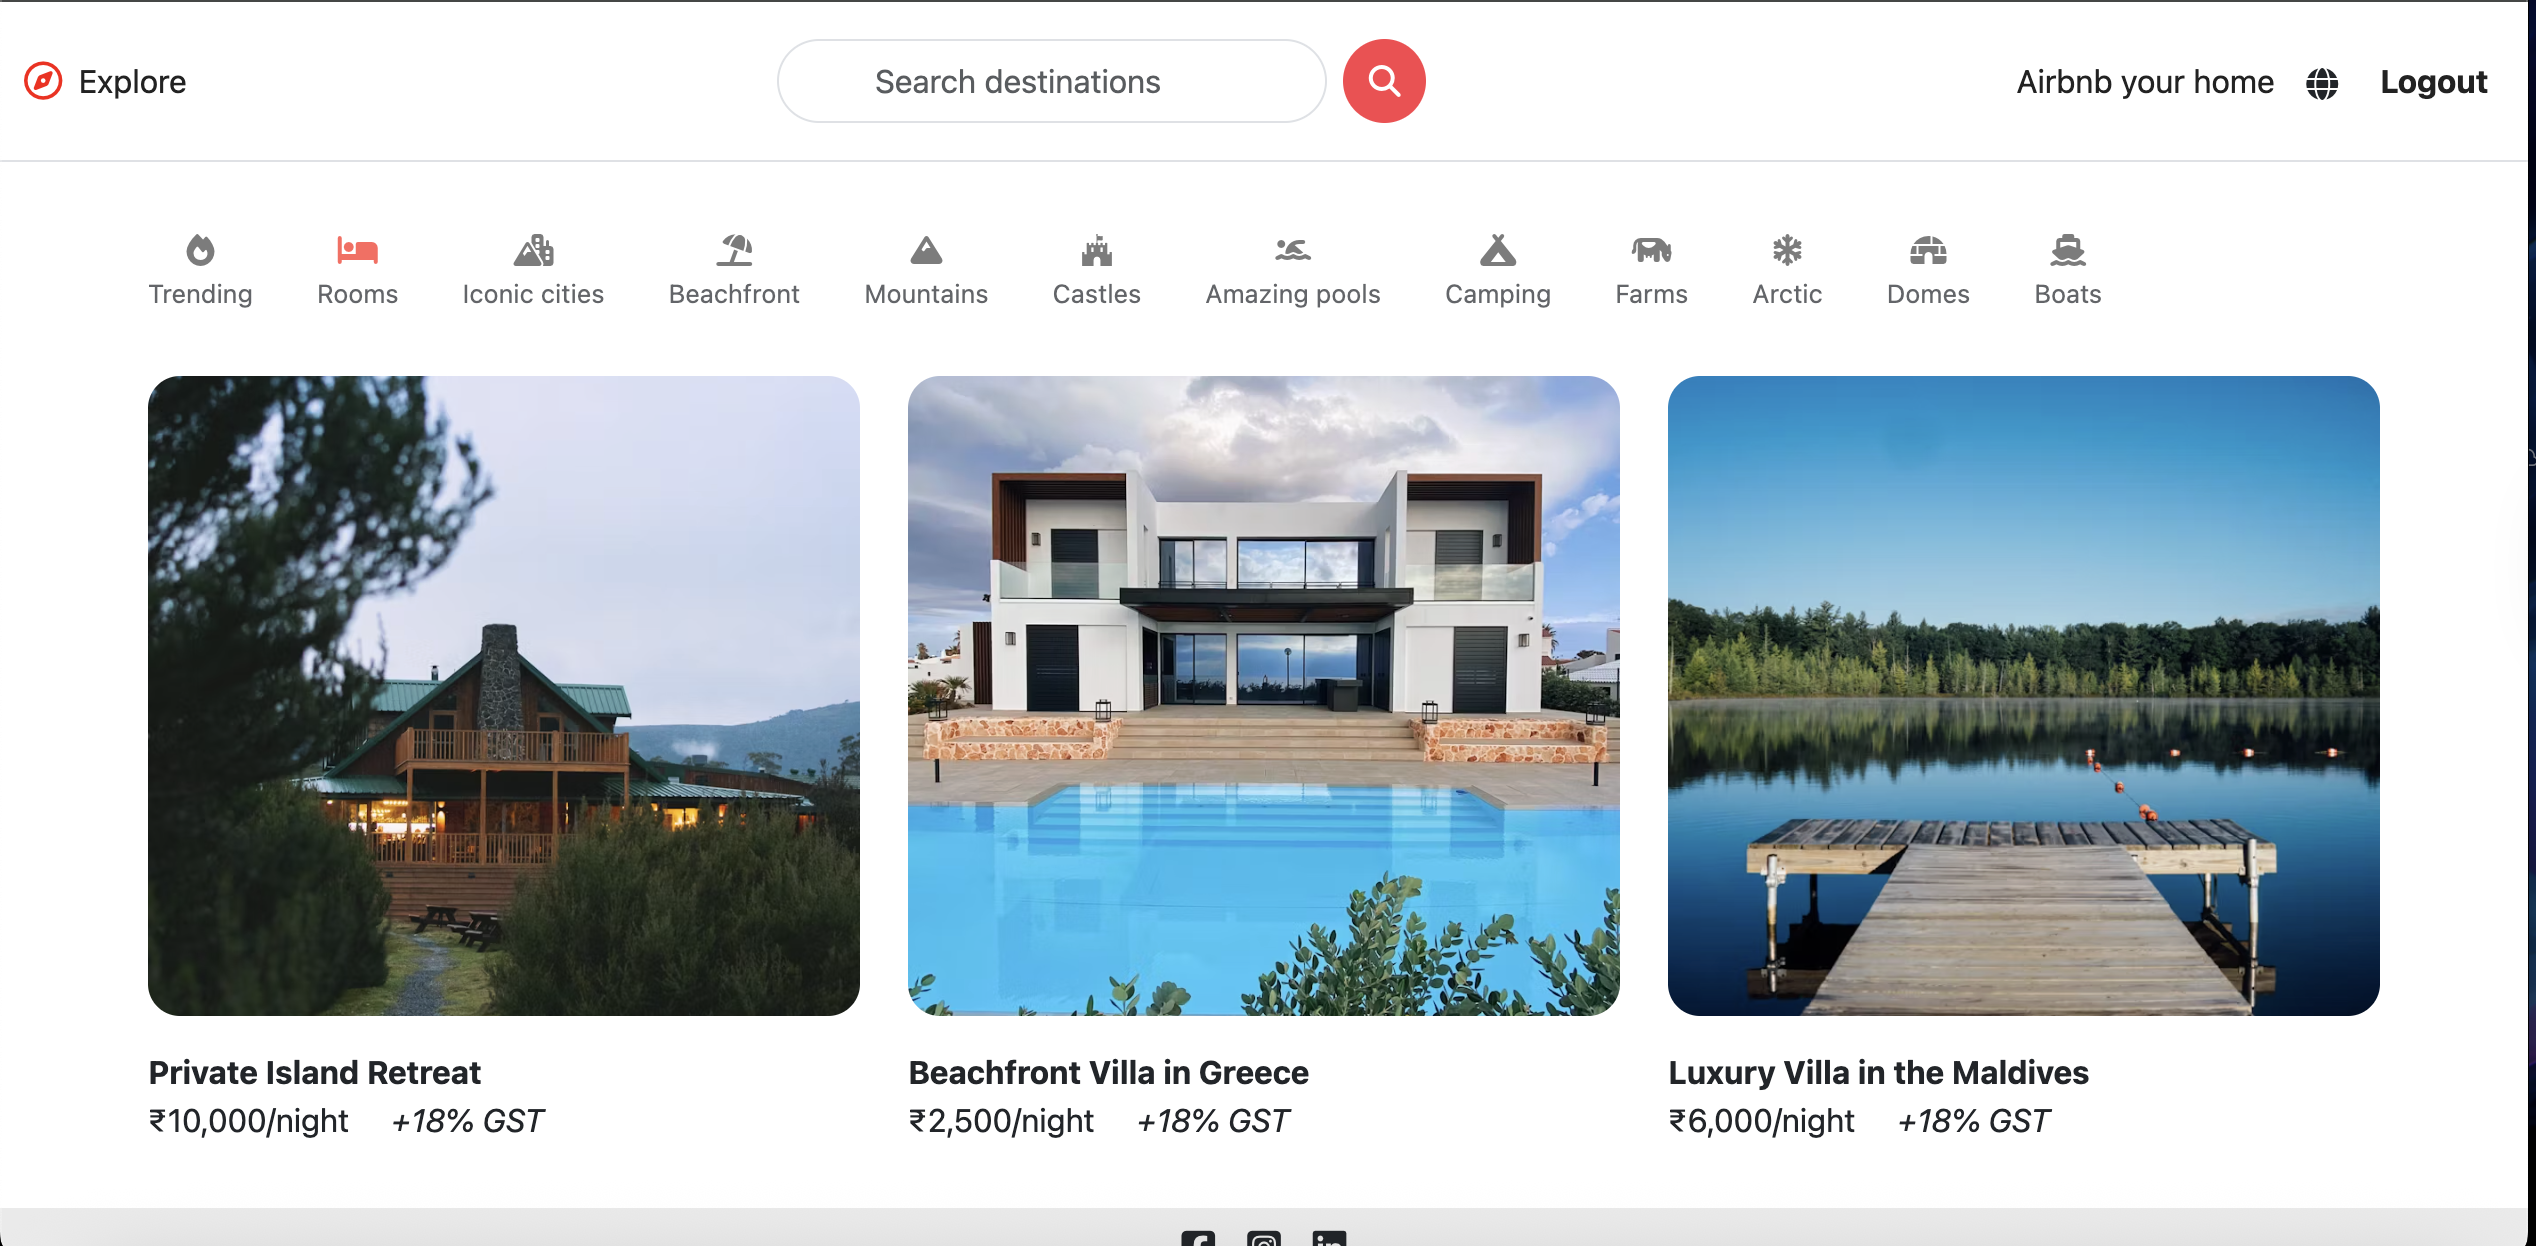 Explore
Search destinations
Airbnb your home
Logout
Trending
Rooms
Iconic cities
Beachfront
Mountains
Castles
Amazing pools
Camping
Farms
Arctic
Domes
Boats
Private Island Retreat
₹10,000/night +18% GST
Beachfront Villa in Greece
₹2,500/night +18% GST
Luxury Villa in the Maldives
₹6,000/night +18% GST